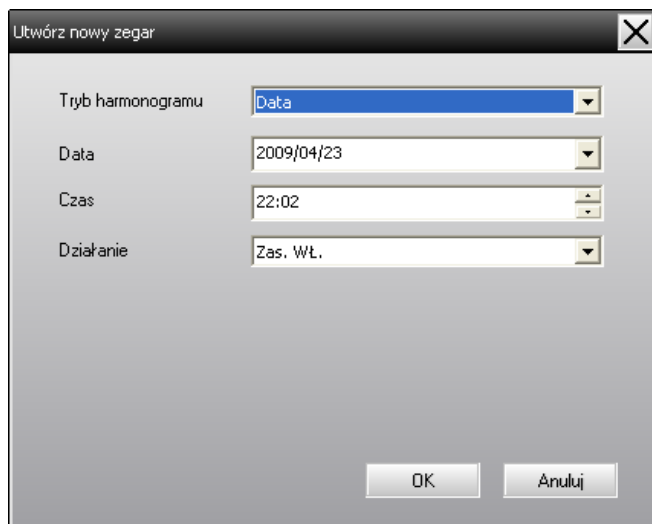 Utwórz nowy zegar
Tryb harmonogramu Data
Data 2009/04/23
Czas 22:02
Działanie Zas. WŁ.
OK Anuluj